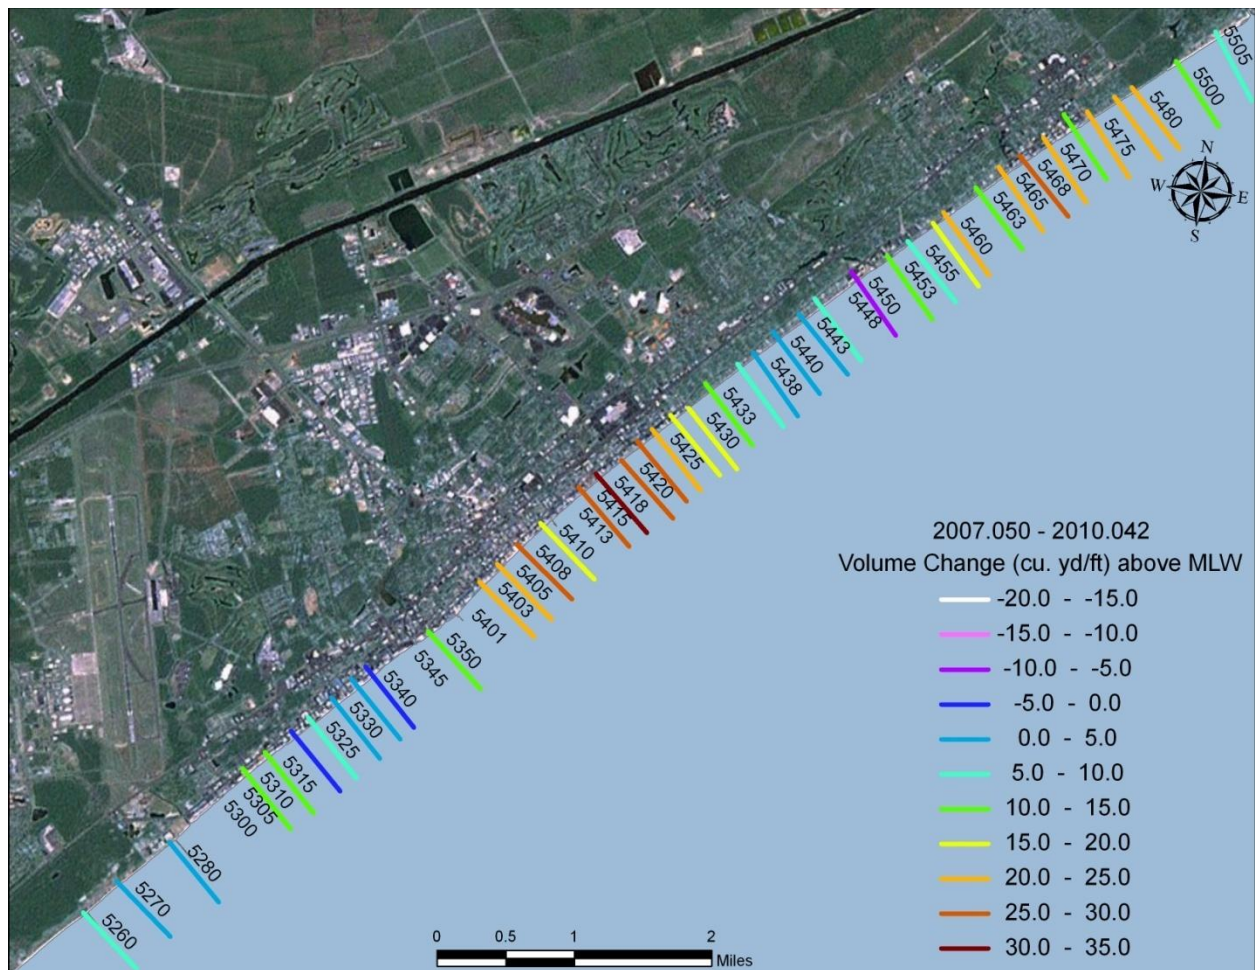 5505
5500
5480
5475
5470
5468
5465
5463
5460
5455
5453
5450
5448
5443
5440
5438
5433
5430
5425
5420
5418
5415
5413
5410
5408
5405
5403
5401
5350
5345
5340
5330
5325
5315
5310
5305
5300
5280
5270
5260
N
W E
S
2007.050 - 2010.042
Volume Change (cu. yd/ft) above MLW
-20.0 - -15.0
-15.0 - -10.0
-10.0 - -5.0
-5.0 - 0.0
0.0 - 5.0
5.0 - 10.0
10.0 - 15.0
15.0 - 20.0
20.0 - 25.0
25.0 - 30.0
30.0 - 35.0
0 0.5 1 2
Miles